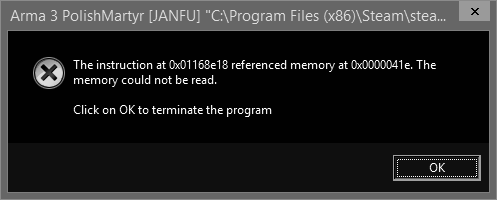 Arma 3 PolishMartyr [JANFU] "C:\Program Files (x86)\Steam\stea...
The instruction at 0x01168e18 referenced memory at 0x0000041e. The
memory could not be read.
Click on OK to terminate the program
OK